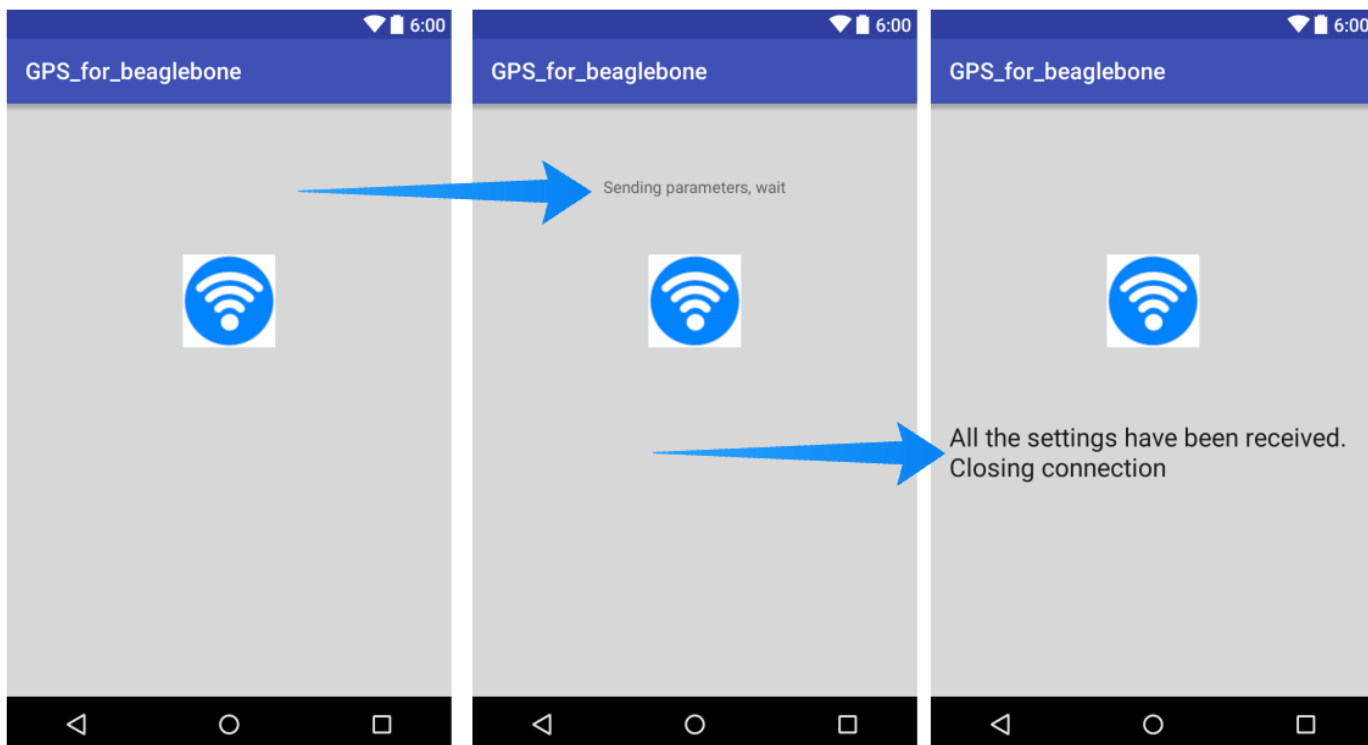 6:00
GPS_for_beaglebone
6:00
GPS_for_beaglebone
Sending parameters, wait
6:00
GPS_for_beaglebone
All the settings have been received.
Closing connection